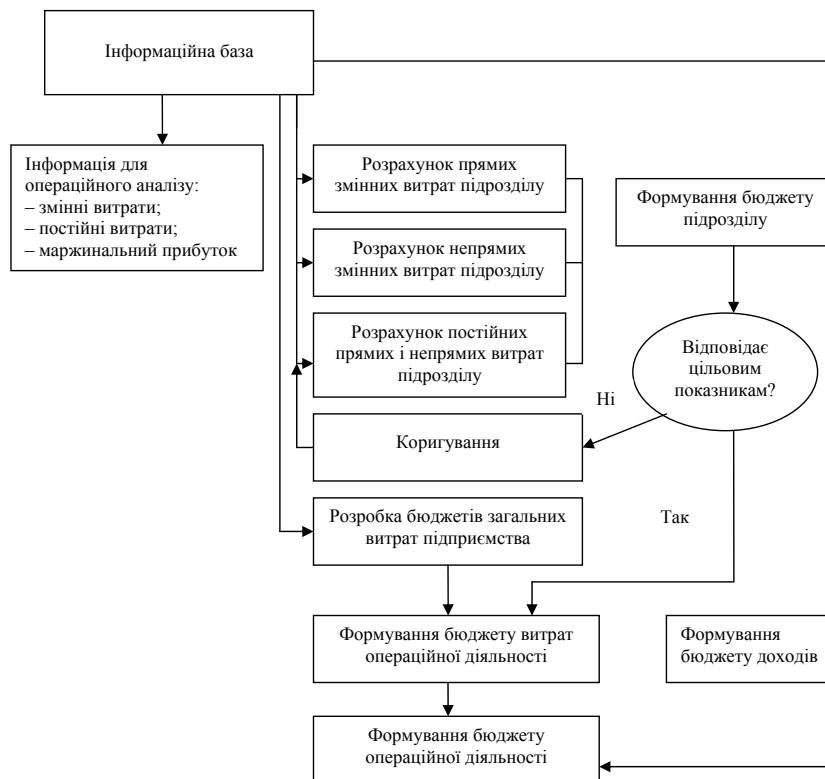 Інформаційна база
Інформація для
операційного аналізу:
– змінні витрати;
– постійні витрати;
– маржинальний прибуток
Розрахунок прямих
змінних витрат підрозділу
Формування бюджету
підрозділу
Розрахунок непрямих
змінних витрат підрозділу
Розрахунок постійних
прямих і непрямих витрат
підрозділу
Відповідає
цільовим
показникам?
Ні
Коригування
Розробка бюджетів загальних
витрат підприємства
Так
Формування бюджету витрат
операційної діяльності
Формування
бюджету доходів
Формування бюджету
операційної діяльності